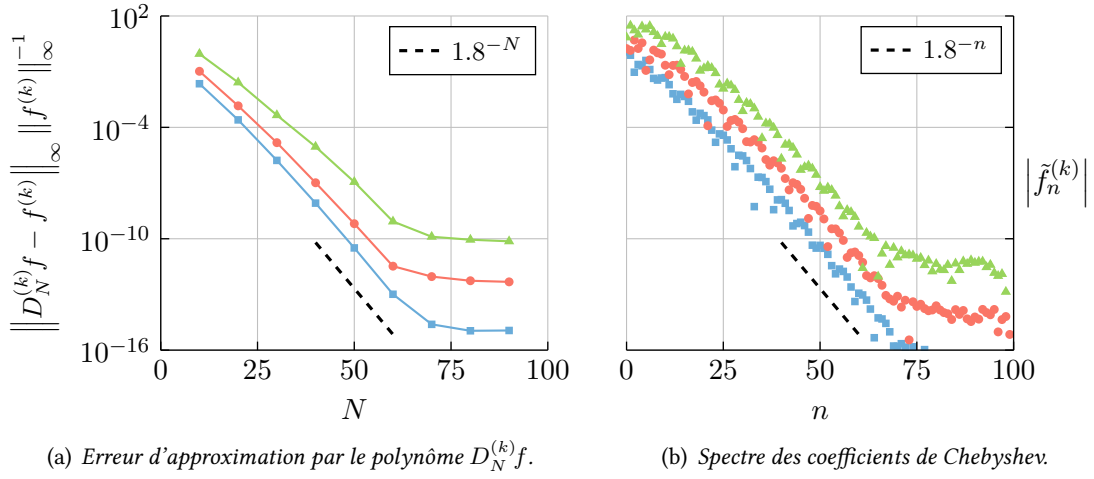 10^2
10^{-4}
10^{-10}
10^{-16}
‖D_N^{(k)} f − f^{(k)}‖_∞ ‖f^{(k)}‖_∞^{-1}
1.8^{-N}
0 25 50 75 100
N
1.8^{-n}
0 25 50 75 100
n
|f̃_n^{(k)}|
(a) Erreur d'approximation par le polynôme D_N^{(k)} f.
(b) Spectre des coefficients de Chebyshev.